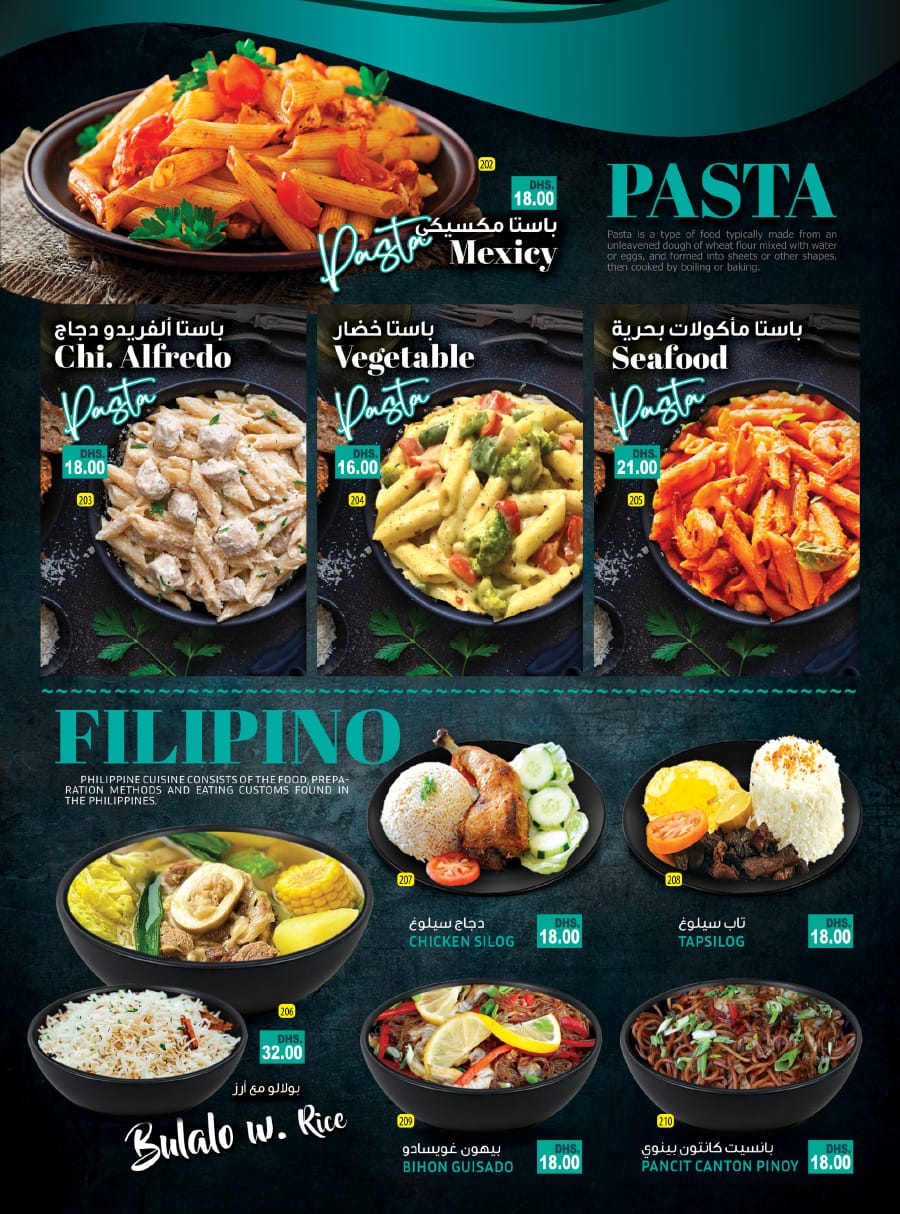 202
DHS.
18.00
باستا مكسيكي
Pasta
Mexicy
PASTA
Pasta is a type of food typically made from an
unleavened dough of wheat flour mixed with water
or eggs, and formed into sheets or other shapes,
then cooked by boiling or baking.
باستا ألفريدو دجاج
Chi. Alfredo
Pasta
DHS.
18.00
203
باستا خضار
Vegetable
Pasta
DHS.
16.00
204
باستا مأكولات بحرية
Seafood
Pasta
DHS.
21.00
205
FILIPINO
PHILIPPINE CUISINE CONSISTS OF THE FOOD, PREPA-
RATION METHODS AND EATING CUSTOMS FOUND IN
THE PHILIPPINES.
206
DHS.
32.00
بولالو مع أرز
Bulalo w. Rice
207
دجاج سيلوغ
CHICKEN SILOG
DHS.
18.00
208
تاب سيلوغ
TAPSILOG
DHS.
18.00
209
بيهون غويسادو
BIHON GUISADO
DHS.
18.00
210
بانسيت كانتون بينوي
PANCIT CANTON PINOY
DHS.
18.00